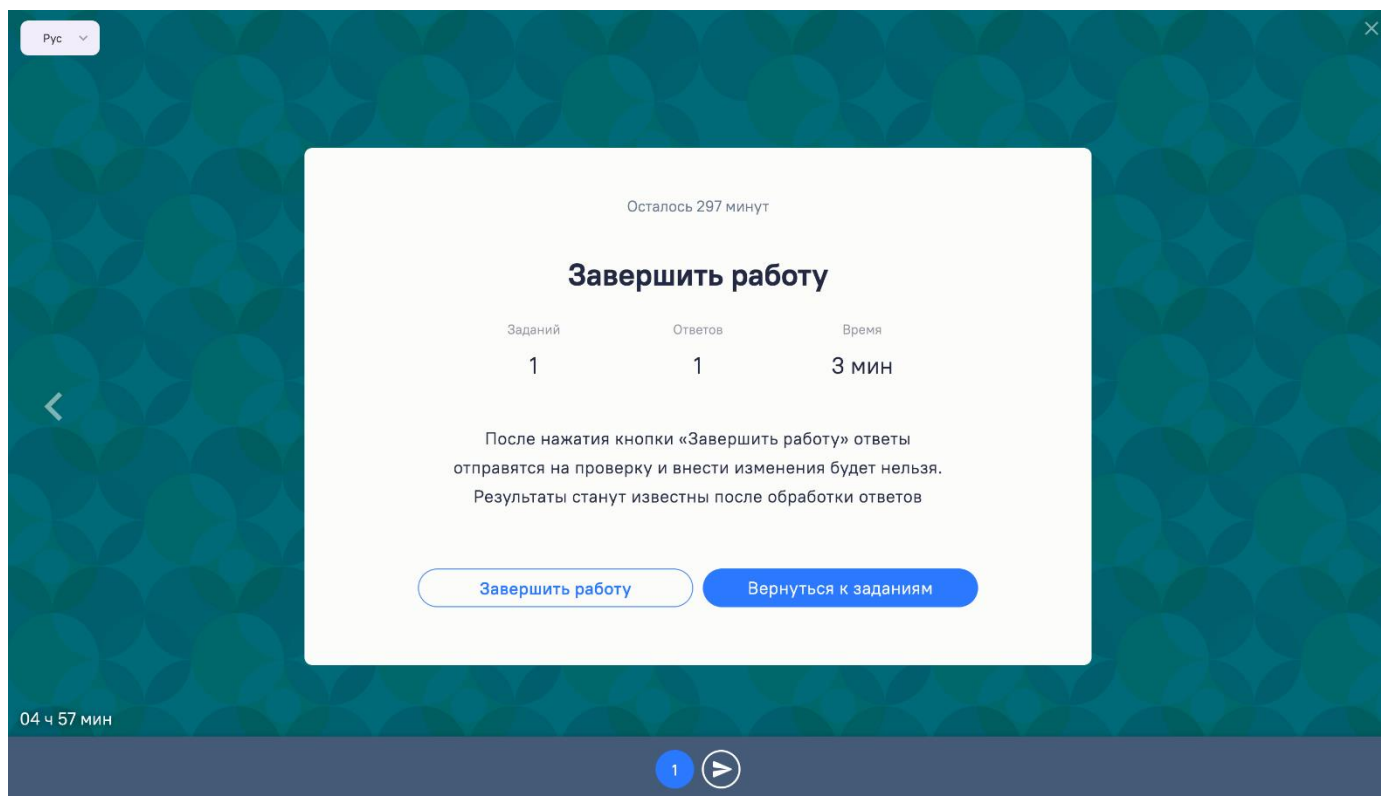 Рус
Осталось 297 минут
Завершить работу
Заданий Ответов Время
1 1 3 мин
После нажатия кнопки «Завершить работу» ответы
отправятся на проверку и внести изменения будет нельзя.
Результаты станут известны после обработки ответов
Завершить работу Вернуться к заданиям
04 ч 57 мин
1